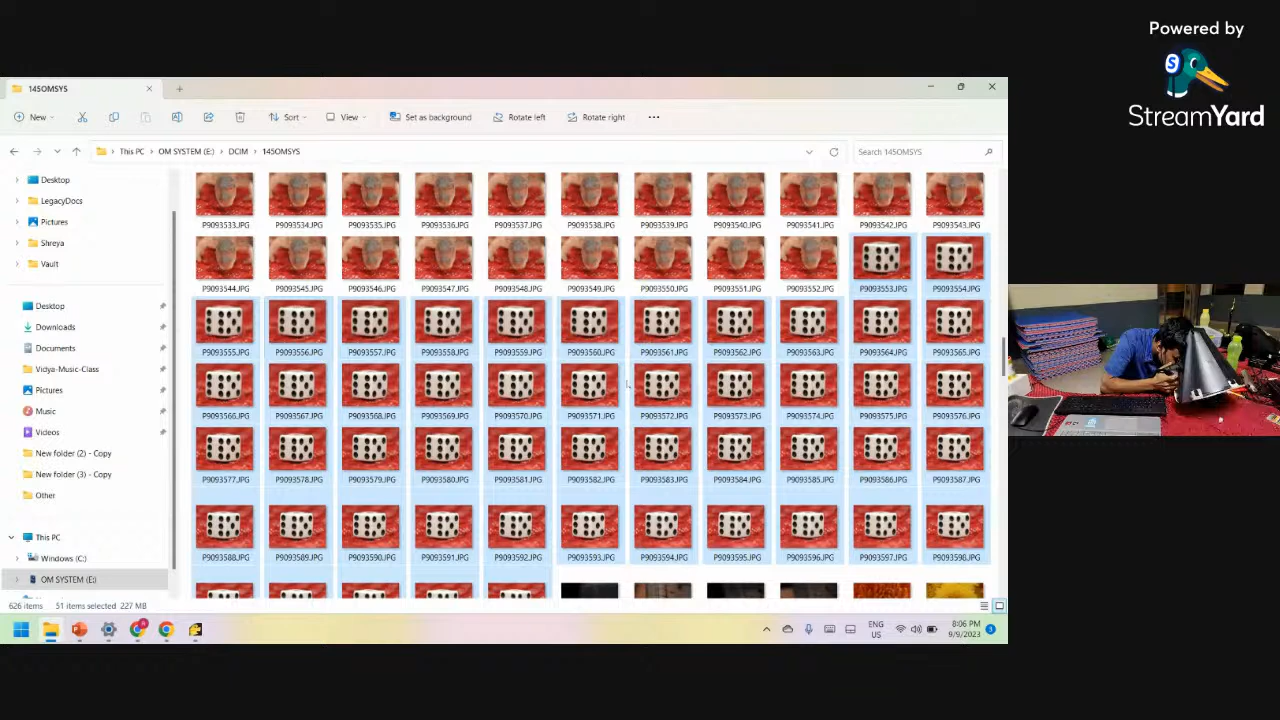 Powered by
S
StreamYard
145OMSYS
New
Sort
View
Set as background
Rotate left
Rotate right
This PC
OM SYSTEM (E:)
DCIM
145OMSYS
Search 145OMSYS
Desktop
LegacyDocs
Pictures
Shreya
Vault
Desktop
Downloads
Documents
Vidya-Music-Class
Pictures
Music
Videos
New folder (2) - Copy
New folder (3) - Copy
Other
This PC
Windows (C:)
OM SYSTEM (E:)
P9093533.JPG P9093534.JPG P9093535.JPG P9093536.JPG P9093537.JPG P9093538.JPG P9093539.JPG P9093540.JPG P9093541.JPG P9093542.JPG P9093543.JPG
P9093544.JPG P9093545.JPG P9093546.JPG P9093547.JPG P9093548.JPG P9093549.JPG P9093550.JPG P9093551.JPG P9093552.JPG P9093553.JPG P9093554.JPG
P9093555.JPG P9093556.JPG P9093557.JPG P9093558.JPG P9093559.JPG P9093560.JPG P9093561.JPG P9093562.JPG P9093563.JPG P9093564.JPG P9093565.JPG
P9093566.JPG P9093567.JPG P9093568.JPG P9093569.JPG P9093570.JPG P9093571.JPG P9093572.JPG P9093573.JPG P9093574.JPG P9093575.JPG P9093576.JPG
P9093577.JPG P9093578.JPG P9093579.JPG P9093580.JPG P9093581.JPG P9093582.JPG P9093583.JPG P9093584.JPG P9093585.JPG P9093586.JPG P9093587.JPG
P9093588.JPG P9093589.JPG P9093590.JPG P9093591.JPG P9093592.JPG P9093593.JPG P9093594.JPG P9093595.JPG P9093596.JPG P9093597.JPG P9093598.JPG
626 items 51 items selected 227 MB
ENG
US
8:06 PM
9/9/2023
3